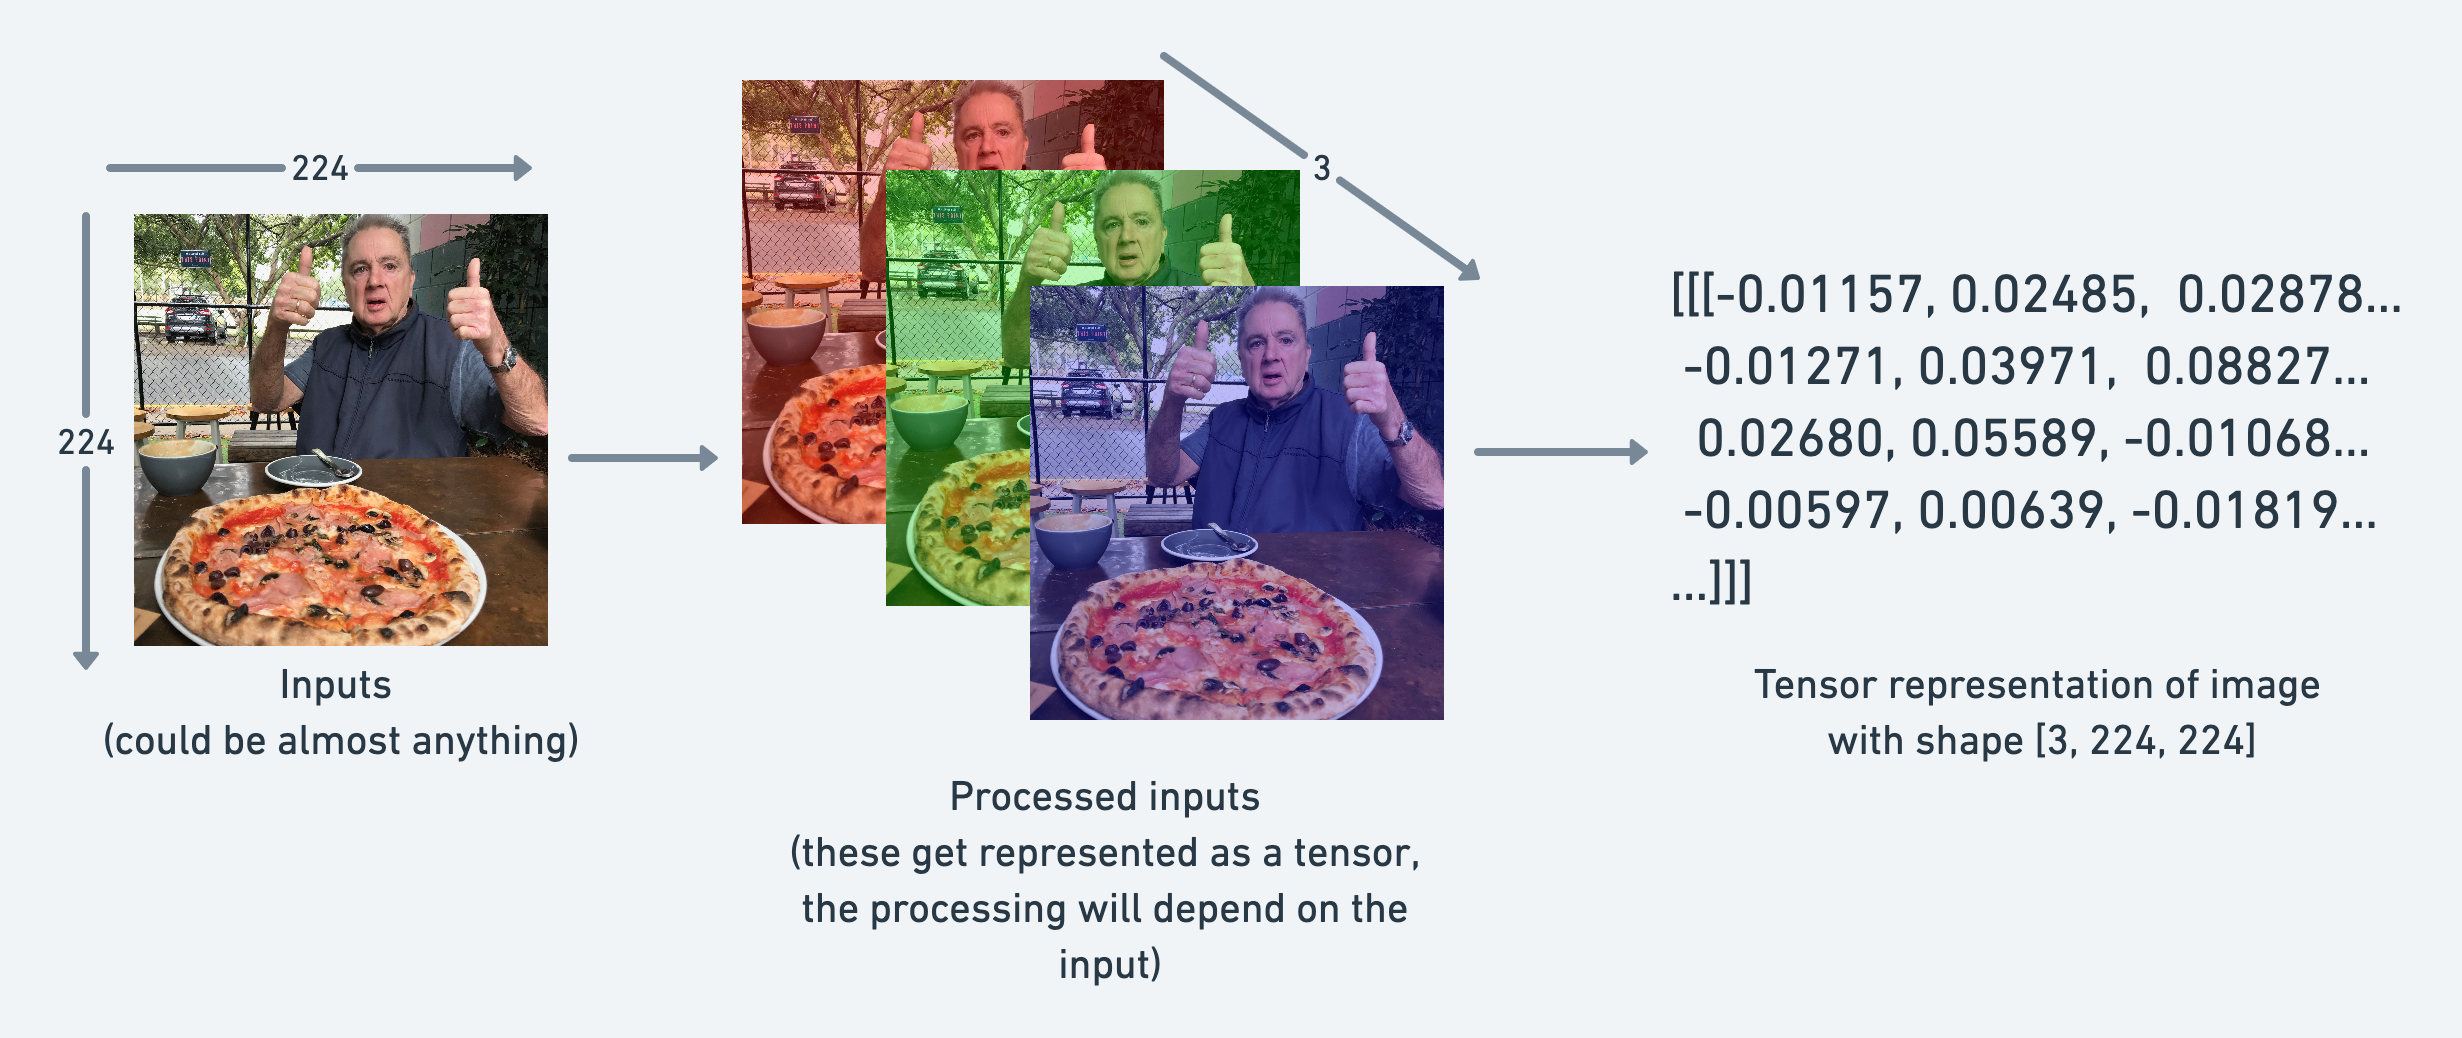 224
224
3
Inputs
(could be almost anything)
Processed inputs
(these get represented as a tensor,
the processing will depend on the
input)
[[[-0.01157, 0.02485, 0.02878...
-0.01271, 0.03971, 0.08827...
0.02680, 0.05589, -0.01068...
-0.00597, 0.00639, -0.01819...
...]]]
Tensor representation of image
with shape [3, 224, 224]